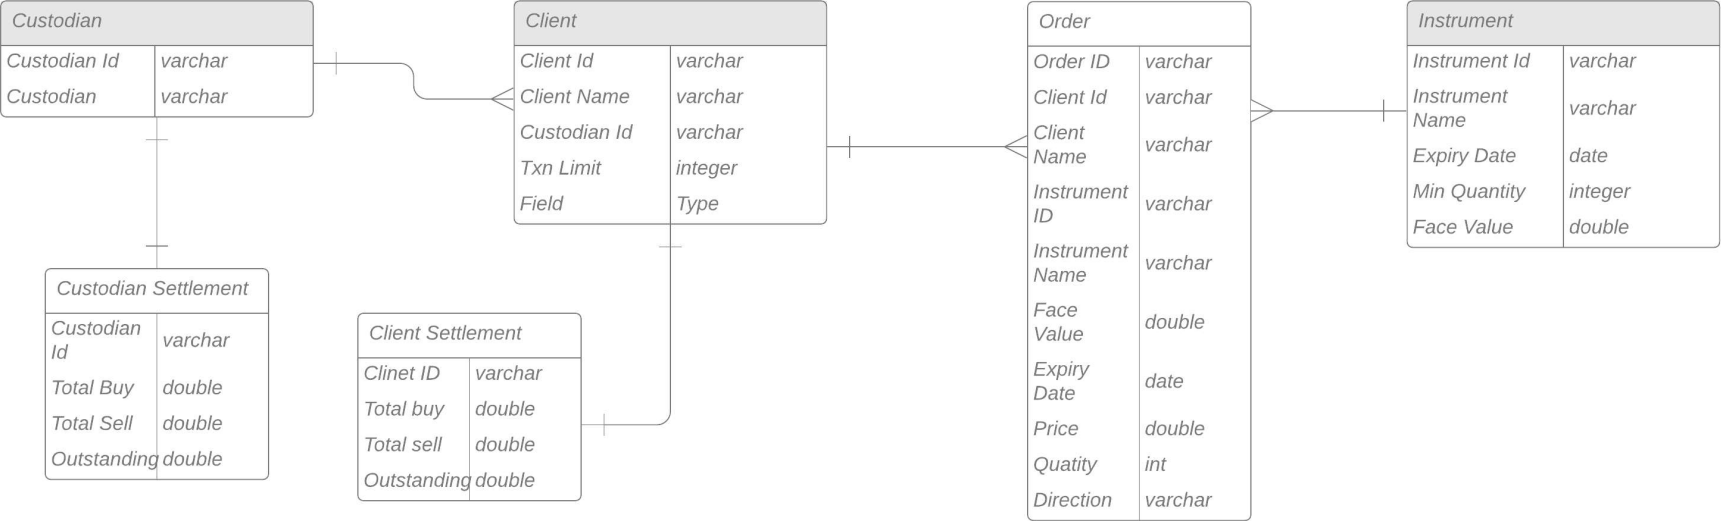 Custodian
Custodian Id varchar
Custodian varchar
Client
Client Id varchar
Client Name varchar
Custodian Id varchar
Txn Limit integer
Field Type
Order
Order ID varchar
Client Id varchar
Client
Name varchar
Instrument
ID varchar
Instrument
Name varchar
Face
Value double
Expiry
Date date
Price double
Quatity int
Direction varchar
Instrument
Instrument Id varchar
Instrument
Name varchar
Expiry Date date
Min Quantity integer
Face Value double
Custodian Settlement
Custodian
Id varchar
Total Buy double
Total Sell double
Outstanding double
Client Settlement
Clinet ID varchar
Total buy double
Total sell double
Outstanding double